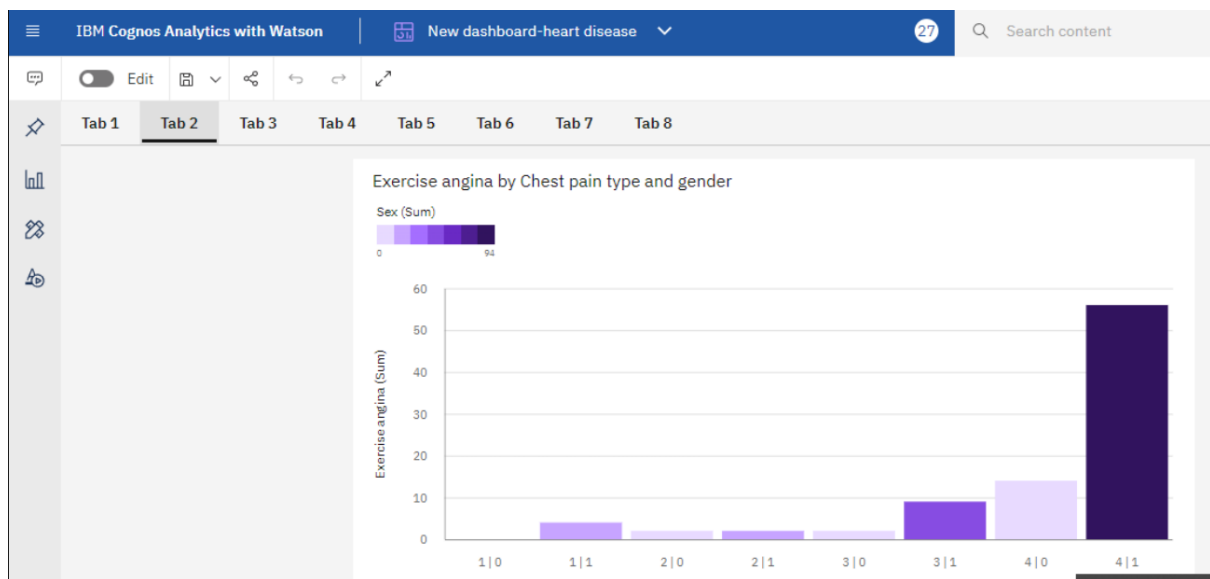 IBM Cognos Analytics with Watson
New dashboard-heart disease
27
Search content
Edit
Tab 1 Tab 2 Tab 3 Tab 4 Tab 5 Tab 6 Tab 7 Tab 8
Exercise angina by Chest pain type and gender
Sex (Sum)
0 94
Exercise angina (Sum)
60
50
40
30
20
10
0
1|0 1|1 2|0 2|1 3|0 3|1 4|0 4|1